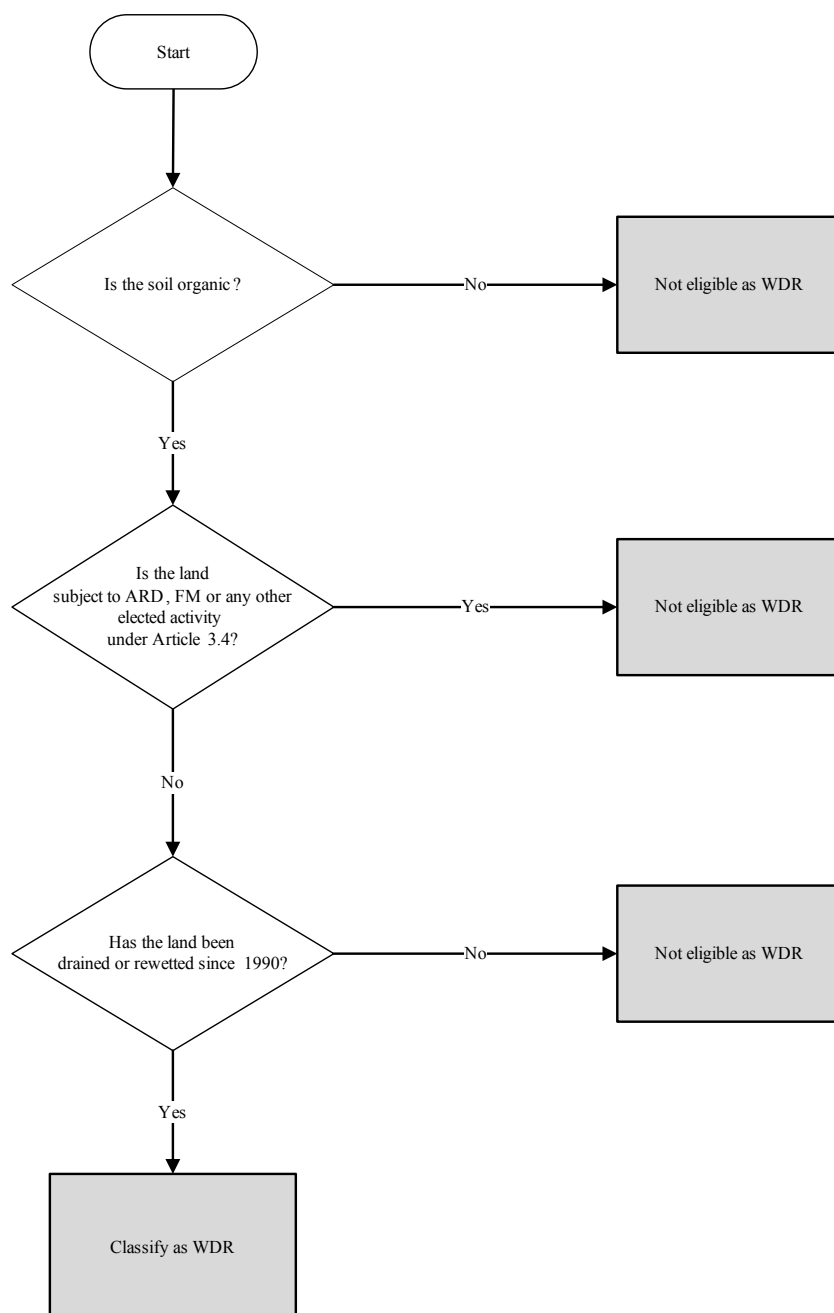 Start
Is the soil organic?
No
Not eligible as WDR
Yes
Is the land
subject to ARD, FM or any other
elected activity
under Article 3.4?
Yes
Not eligible as WDR
No
Has the land been
drained or rewetted since 1990?
No
Not eligible as WDR
Yes
Classify as WDR